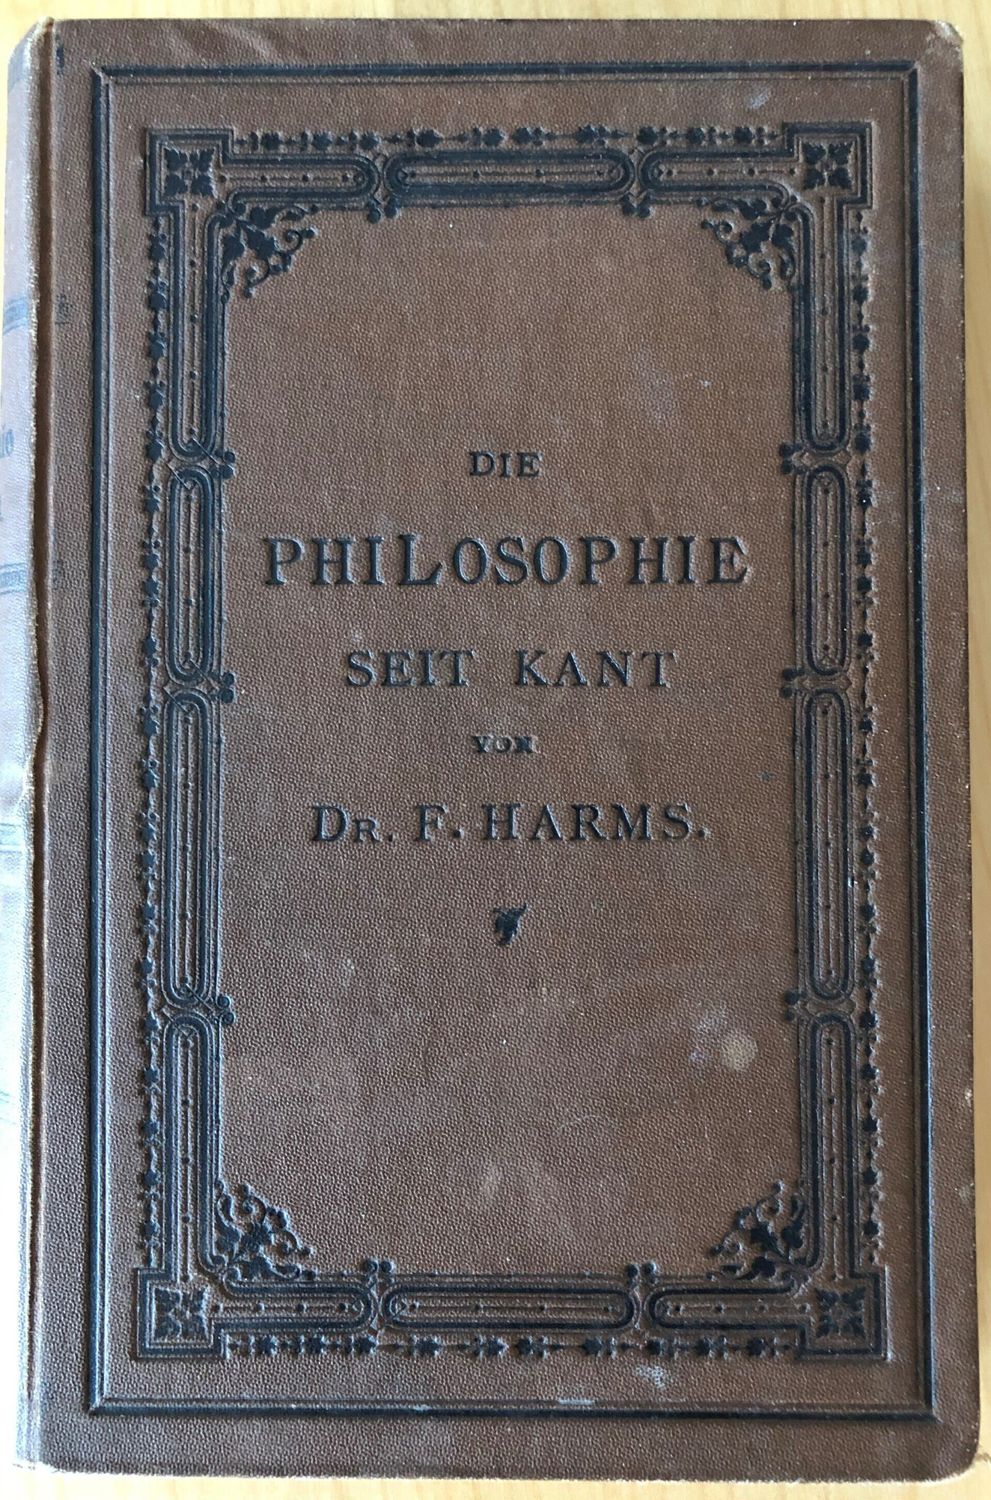 DIE
PHILOSOPHIE
SEIT KANT
VON
DR. F. HARMS.